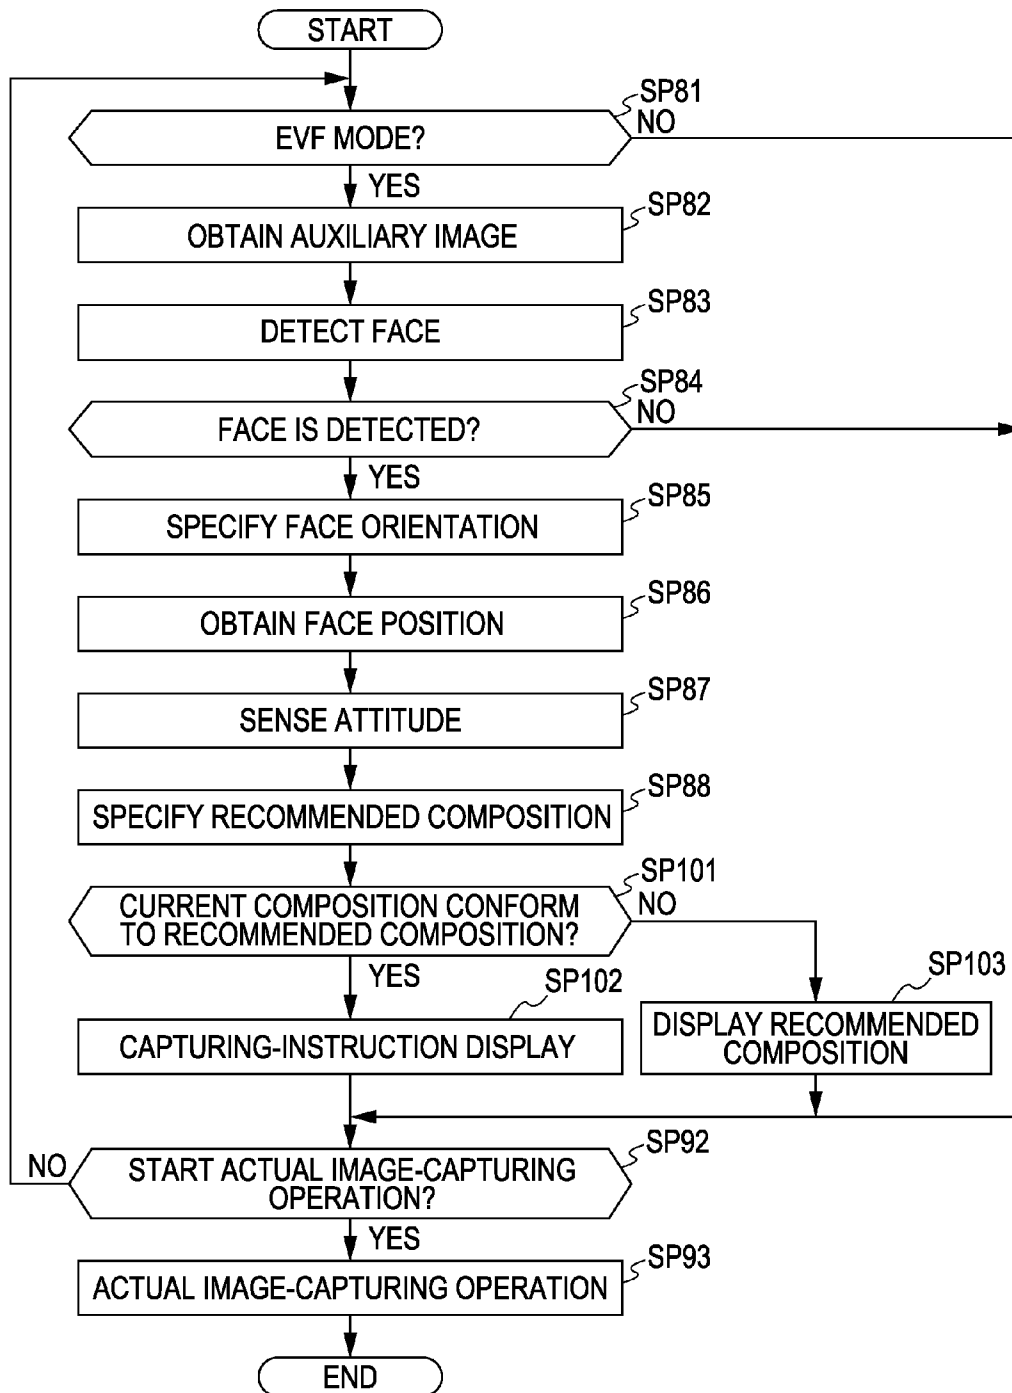 START
SP81
EVF MODE?
NO
YES
SP82
OBTAIN AUXILIARY IMAGE
SP83
DETECT FACE
SP84
FACE IS DETECTED?
NO
YES
SP85
SPECIFY FACE ORIENTATION
SP86
OBTAIN FACE POSITION
SP87
SENSE ATTITUDE
SP88
SPECIFY RECOMMENDED COMPOSITION
SP101
CURRENT COMPOSITION CONFORM
TO RECOMMENDED COMPOSITION?
NO
YES
SP102
CAPTURING-INSTRUCTION DISPLAY
SP103
DISPLAY RECOMMENDED
COMPOSITION
SP92
START ACTUAL IMAGE-CAPTURING
OPERATION?
NO
YES
SP93
ACTUAL IMAGE-CAPTURING OPERATION
END